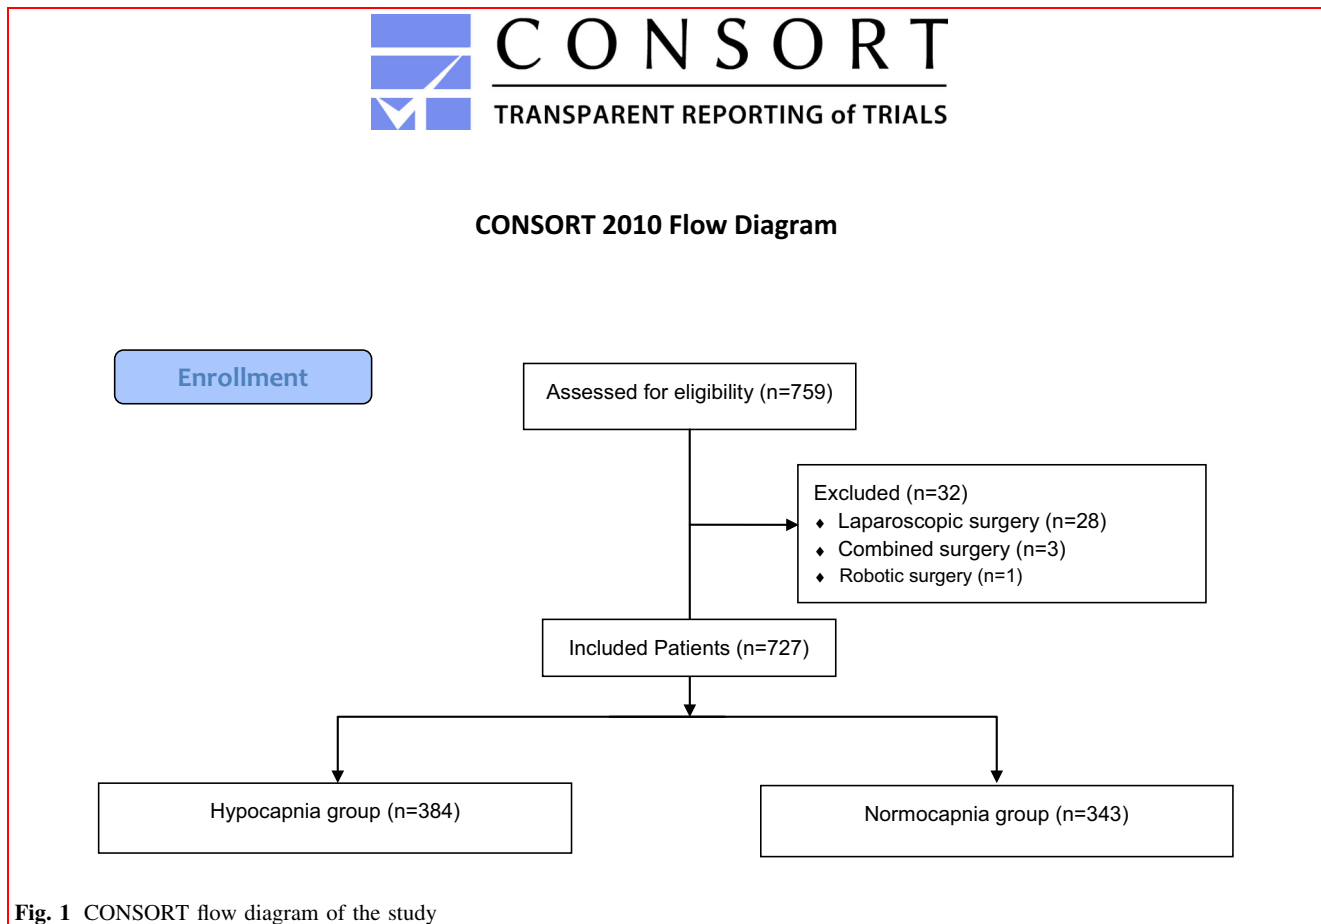 CONSORT
TRANSPARENT REPORTING of TRIALS
CONSORT 2010 Flow Diagram
Enrollment
Assessed for eligibility (n=759)
Excluded (n=32)
♦ Laparoscopic surgery (n=28)
♦ Combined surgery (n=3)
♦ Robotic surgery (n=1)
Included Patients (n=727)
Hypocapnia group (n=384)
Normocapnia group (n=343)
Fig. 1 CONSORT flow diagram of the study